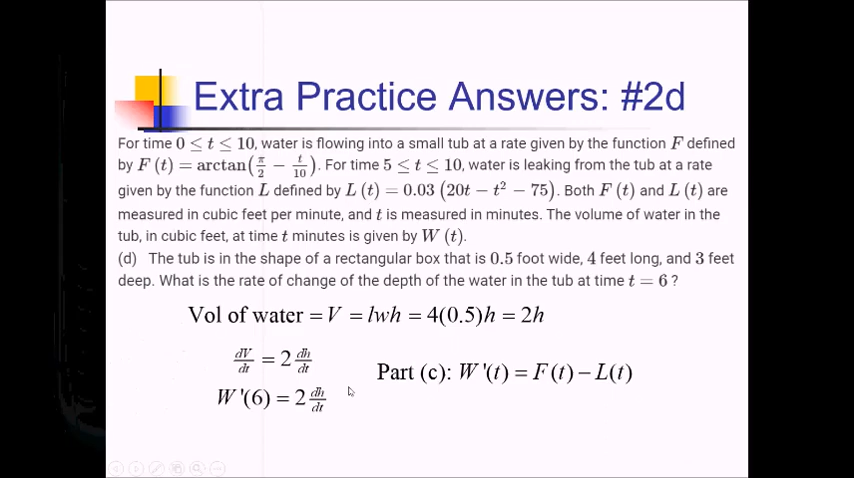 Extra Practice Answers: #2d
For time 0 ≤ t ≤ 10, water is flowing into a small tub at a rate given by the function F defined
by F (t) = arctan(π/2 − t/10). For time 5 ≤ t ≤ 10, water is leaking from the tub at a rate
given by the function L defined by L (t) = 0.03 (20t − t² − 75). Both F (t) and L (t) are
measured in cubic feet per minute, and t is measured in minutes. The volume of water in the
tub, in cubic feet, at time t minutes is given by W (t).
(d) The tub is in the shape of a rectangular box that is 0.5 foot wide, 4 feet long, and 3 feet
deep. What is the rate of change of the depth of the water in the tub at time t = 6 ?
Vol of water = V = lwh = 4(0.5)h = 2h
dV/dt = 2 dh/dt
Part (c): W '(t) = F(t) − L(t)
W '(6) = 2 dh/dt